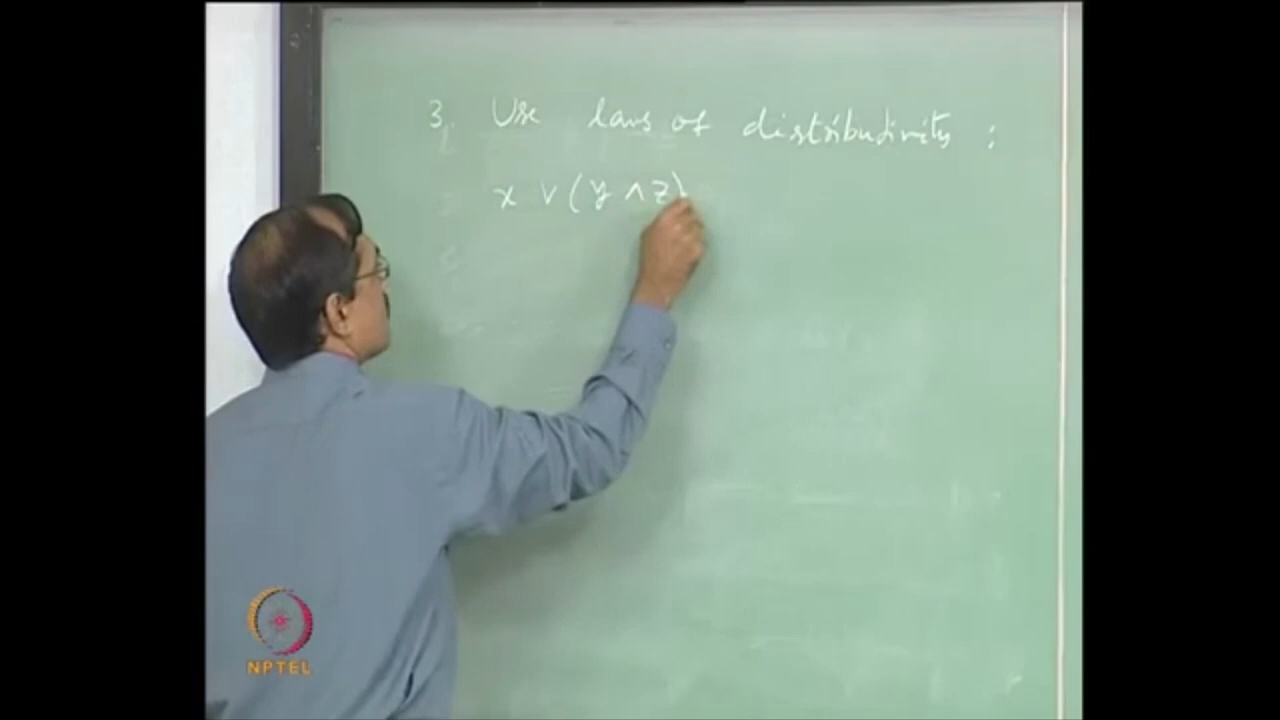 3. Use laws of distributivity :
x ∨ (y ∧ z)
NPTEL